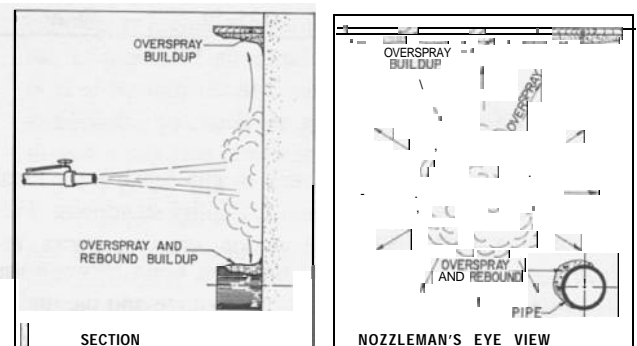 OVERSPRAY
BUILDUP
OVERSPRAY AND
REBOUND BUILDUP
SECTION
OVERSPRAY
BUILDUP
OVERSPRAY
OVERSPRAY
AND REBOUND
PIPE
NOZZLEMAN'S EYE VIEW